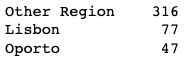 Other Region    316
Lisbon           77
Oporto           47